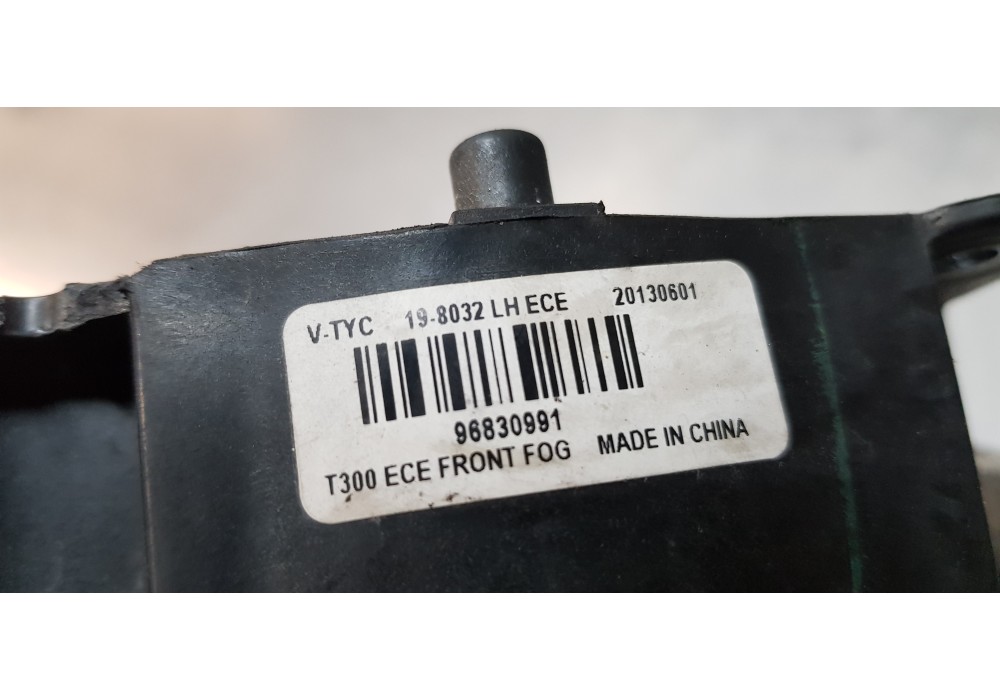 V-TYC 19-8032 LH ECE 20130601
96830991
T300 ECE FRONT FOG MADE IN CHINA